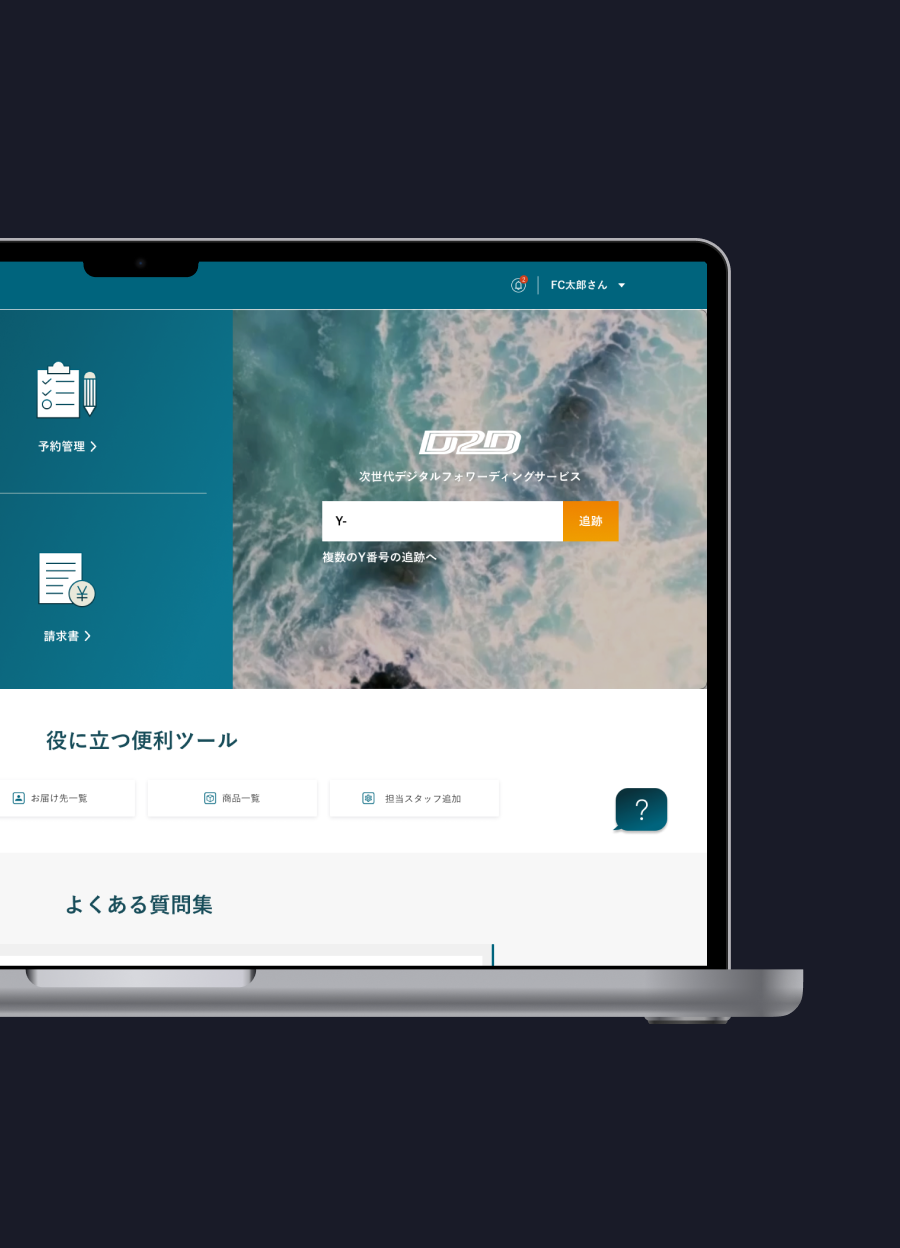 2
FC太郎さん
予約管理
請求書
D2D
次世代デジタルフォワーディングサービス
Y-
追跡
複数のY番号の追跡へ
役に立つ便利ツール
お届け先一覧
商品一覧
担当スタッフ追加
?
よくある質問集